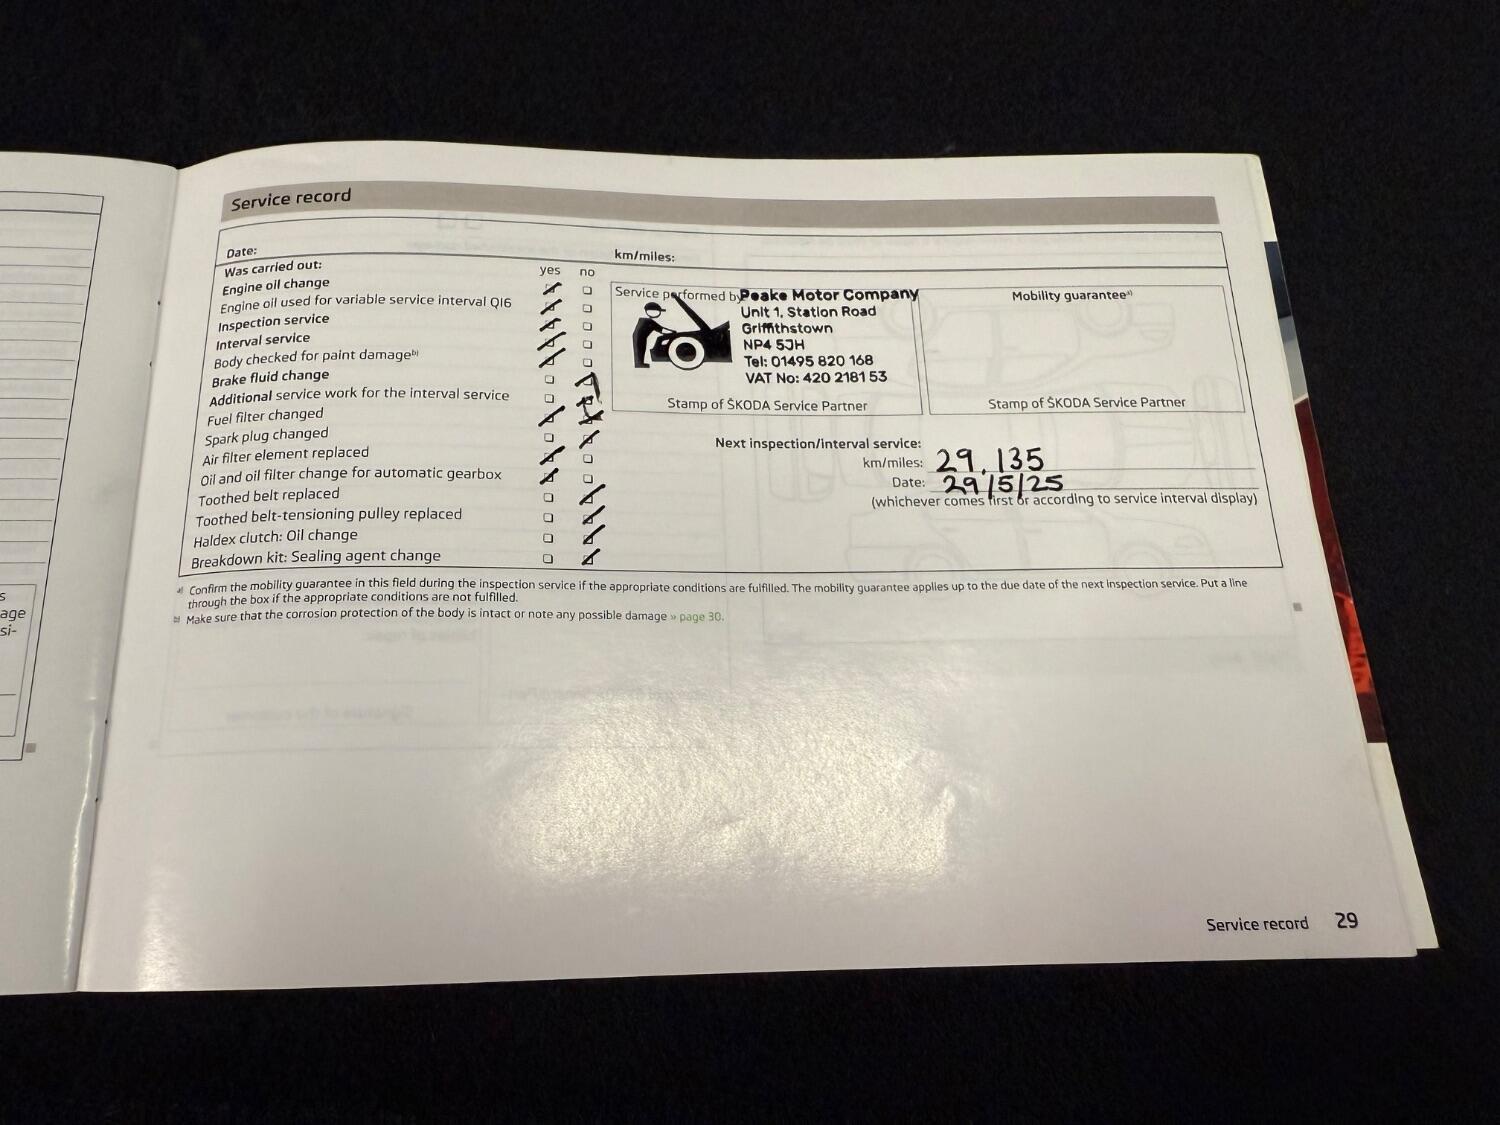 Service record
Date:
km/miles:
Was carried out:
yes no
Engine oil change
Engine oil used for variable service interval QI6
Inspection service
Interval service
Body checked for paint damage b)
Brake fluid change
Additional service work for the interval service
Fuel filter changed
Spark plug changed
Air filter element replaced
Oil and oil filter change for automatic gearbox
Toothed belt replaced
Toothed belt-tensioning pulley replaced
Haldex clutch: Oil change
Breakdown kit: Sealing agent change
Service performed by
Peake Motor Company
Unit 1, Station Road
Griffithstown
NP4 5JH
Tel: 01495 820 168
VAT No: 420 2181 53
Stamp of ŠKODA Service Partner
Mobility guarantee a)
Stamp of ŠKODA Service Partner
Next inspection/interval service:
km/miles: 29,135
Date: 29/5/25
(whichever comes first or according to service interval display)
a) Confirm the mobility guarantee in this field during the inspection service if the appropriate conditions are fulfilled. The mobility guarantee applies up to the due date of the next inspection service. Put a line
through the box if the appropriate conditions are not fulfilled.
b) Make sure that the corrosion protection of the body is intact or note any possible damage » page 30.
s
age
si-
Service record 29